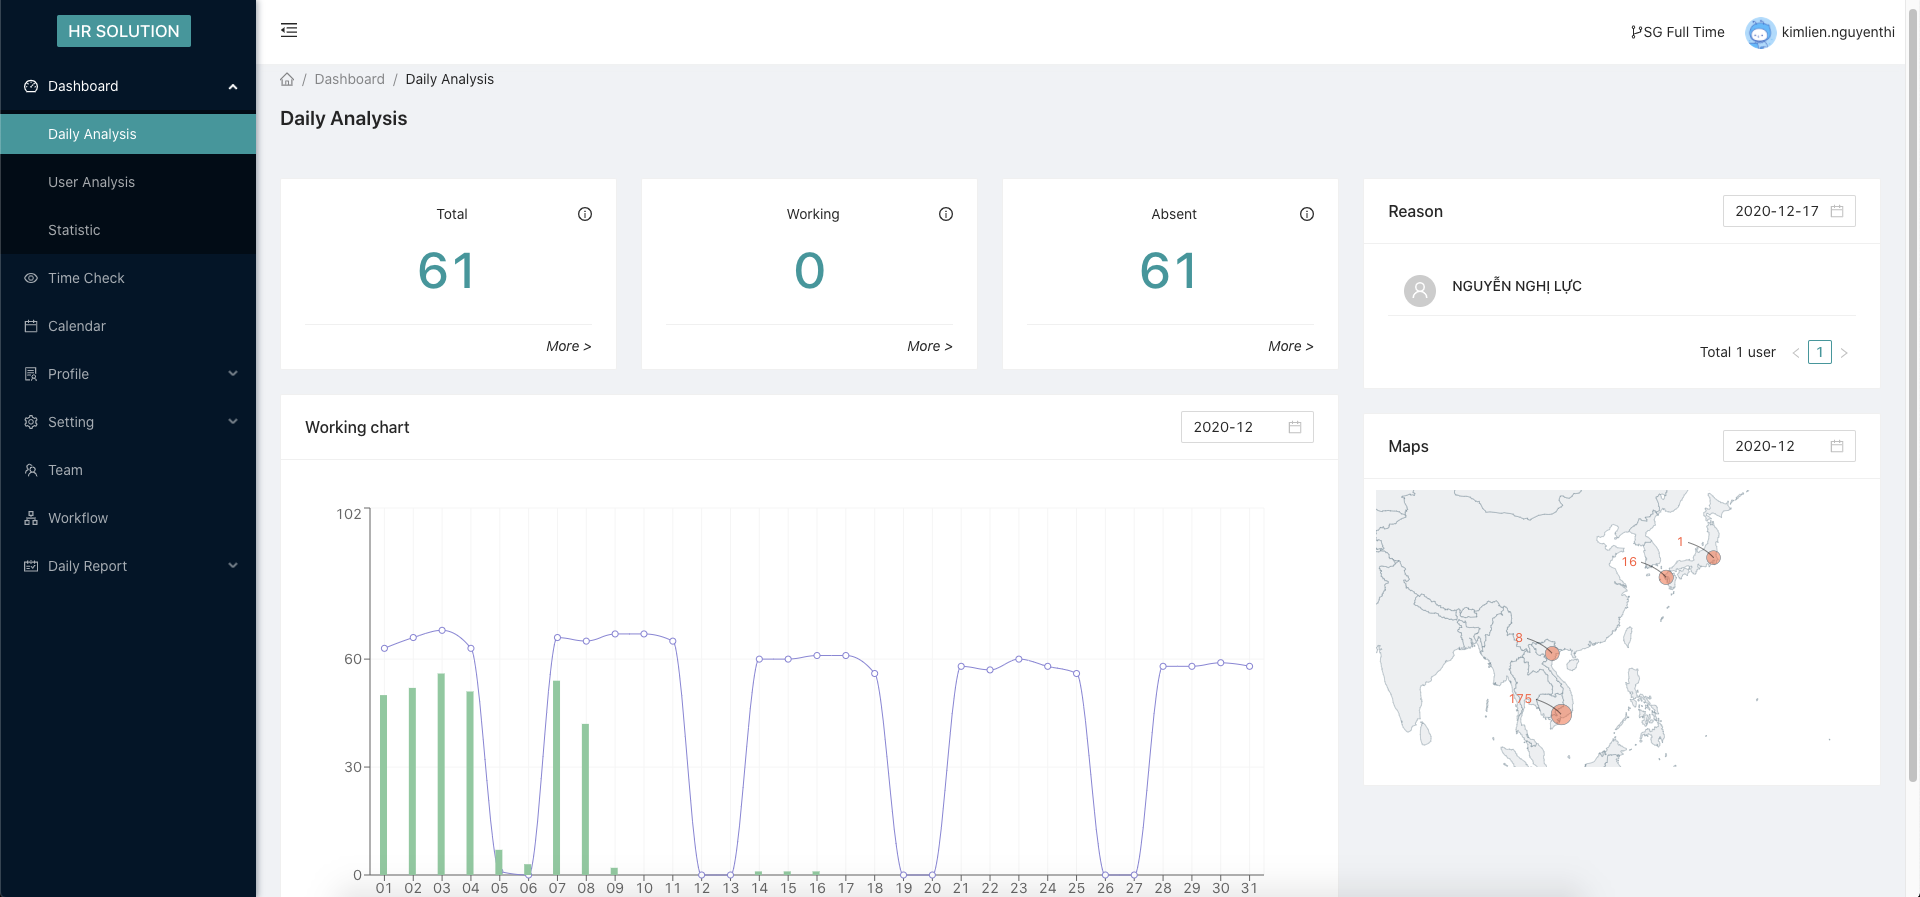 HR SOLUTION
Dashboard
Daily Analysis
User Analysis
Statistic
Time Check
Calendar
Profile
Setting
Team
Workflow
Daily Report
SG Full Time
kimlien.nguyenthi
/ Dashboard / Daily Analysis
Daily Analysis
Total
61
More >
Working
0
More >
Absent
61
More >
Reason
2020-12-17
NGUYỄN NGHỊ LỰC
Total 1 user < 1 >
Working chart
2020-12
102
60
30
0
01 02 03 04 05 06 07 08 09 10 11 12 13 14 15 16 17 18 19 20 21 22 23 24 25 26 27 28 29 30 31
Maps
2020-12
1
16
8
175